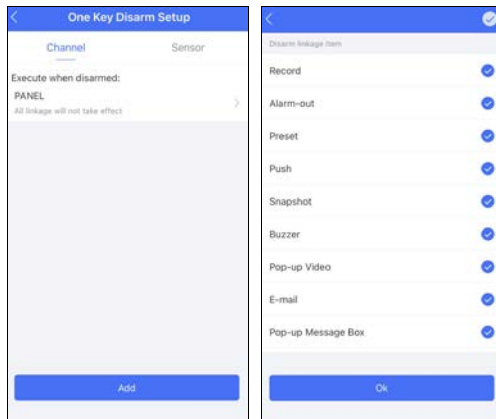 One Key Disarm Setup
Channel
Sensor
Execute when disarmed:
PANEL
All linkage will not take effect
Add
Disarm linkage item
Record
Alarm-out
Preset
Push
Snapshot
Buzzer
Pop-up Video
E-mail
Pop-up Message Box
Ok